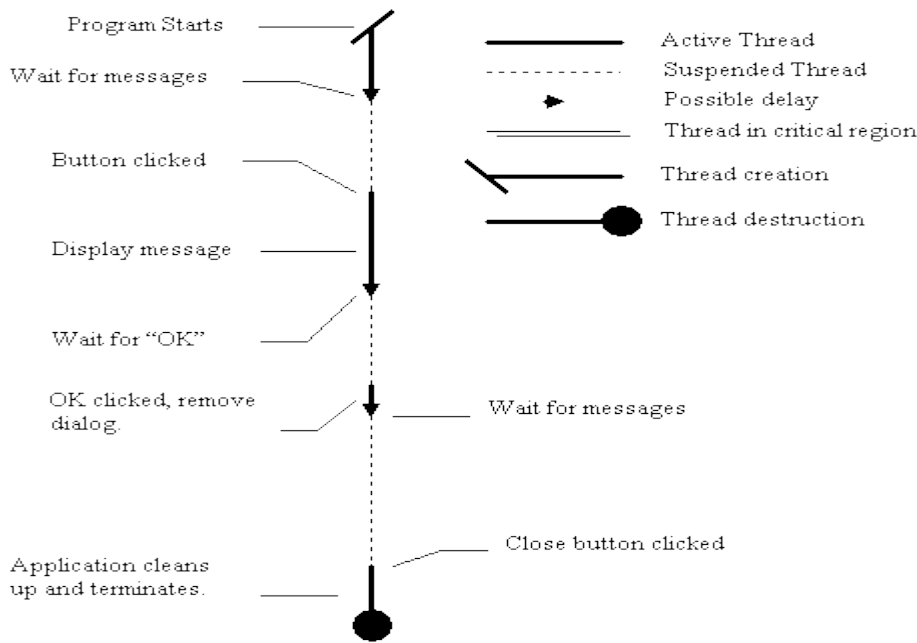 Program Starts
Wait for messages
Button clicked
Display message
Wait for “OK”
OK clicked, remove
dialog.
Wait for messages
Close button clicked
Application cleans
up and terminates.
Active Thread
Suspended Thread
Possible delay
Thread in critical region
Thread creation
Thread destruction